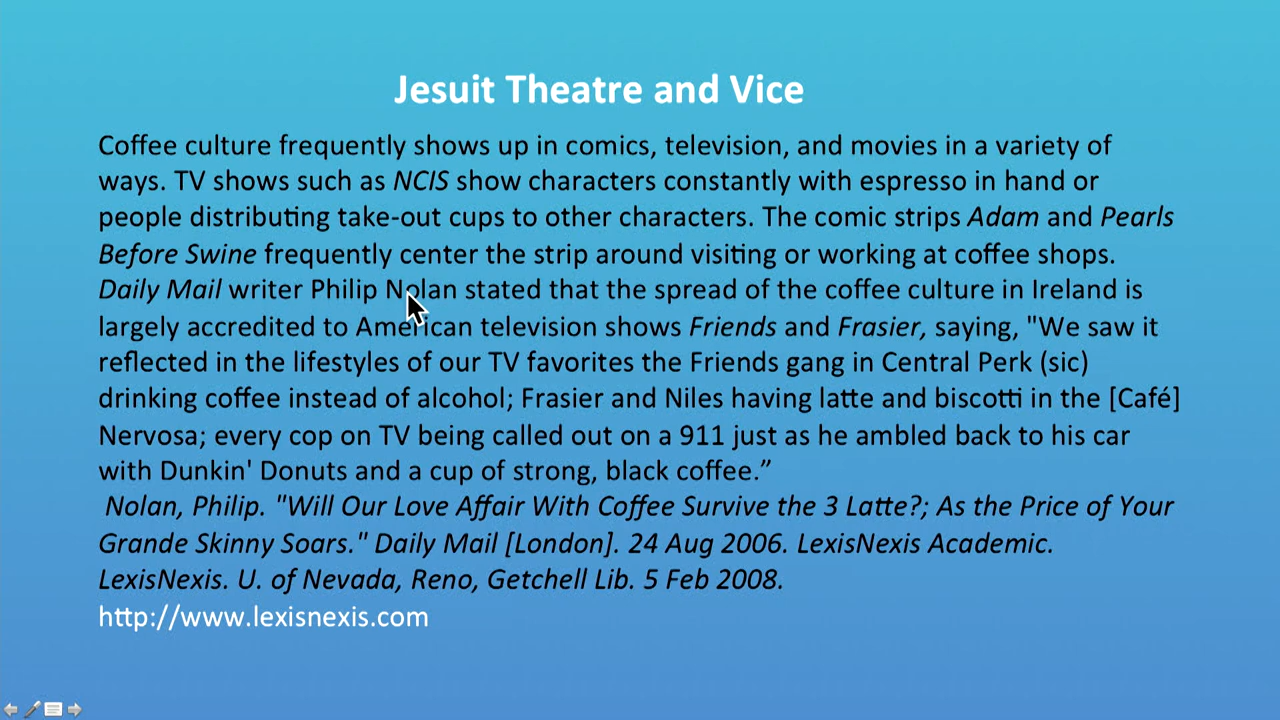 Jesuit Theatre and Vice
Coffee culture frequently shows up in comics, television, and movies in a variety of
ways. TV shows such as NCIS show characters constantly with espresso in hand or
people distributing take-out cups to other characters. The comic strips Adam and Pearls
Before Swine frequently center the strip around visiting or working at coffee shops.
Daily Mail writer Philip Nolan stated that the spread of the coffee culture in Ireland is
largely accredited to American television shows Friends and Frasier, saying, "We saw it
reflected in the lifestyles of our TV favorites the Friends gang in Central Perk (sic)
drinking coffee instead of alcohol; Frasier and Niles having latte and biscotti in the [Café]
Nervosa; every cop on TV being called out on a 911 just as he ambled back to his car
with Dunkin' Donuts and a cup of strong, black coffee.”
Nolan, Philip. "Will Our Love Affair With Coffee Survive the 3 Latte?; As the Price of Your
Grande Skinny Soars." Daily Mail [London]. 24 Aug 2006. LexisNexis Academic.
LexisNexis. U. of Nevada, Reno, Getchell Lib. 5 Feb 2008.
http://www.lexisnexis.com